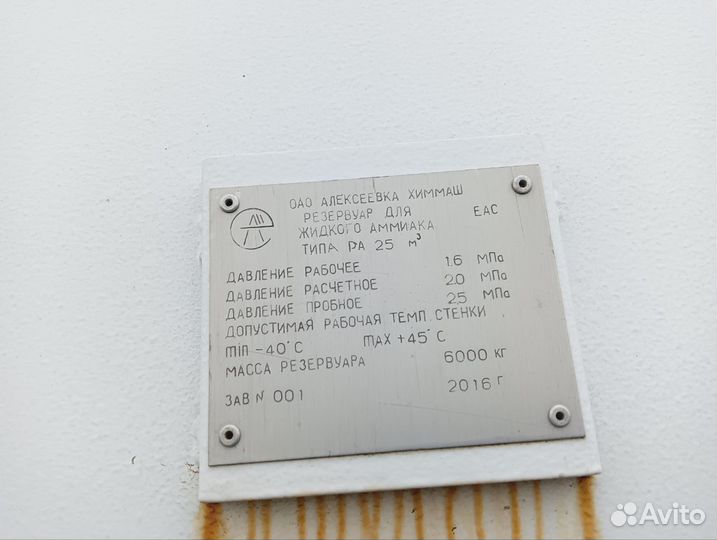 ОАО АЛЕКСЕЕВКА ХИММАШ
РЕЗЕРВУАР ДЛЯ EAC
ЖИДКОГО АММИАКА
ТИПА РА 25 м³
ДАВЛЕНИЕ РАБОЧЕЕ 1.6 МПа
ДАВЛЕНИЕ РАСЧЕТНОЕ 2.0 МПа
ДАВЛЕНИЕ ПРОБНОЕ 2.5 МПа
ДОПУСТИМАЯ РАБОЧАЯ ТЕМП. СТЕНКИ
min -40°C max +45°C
МАССА РЕЗЕРВУАРА 6000 кг
ЗАВ N 001 2016 г
Avito